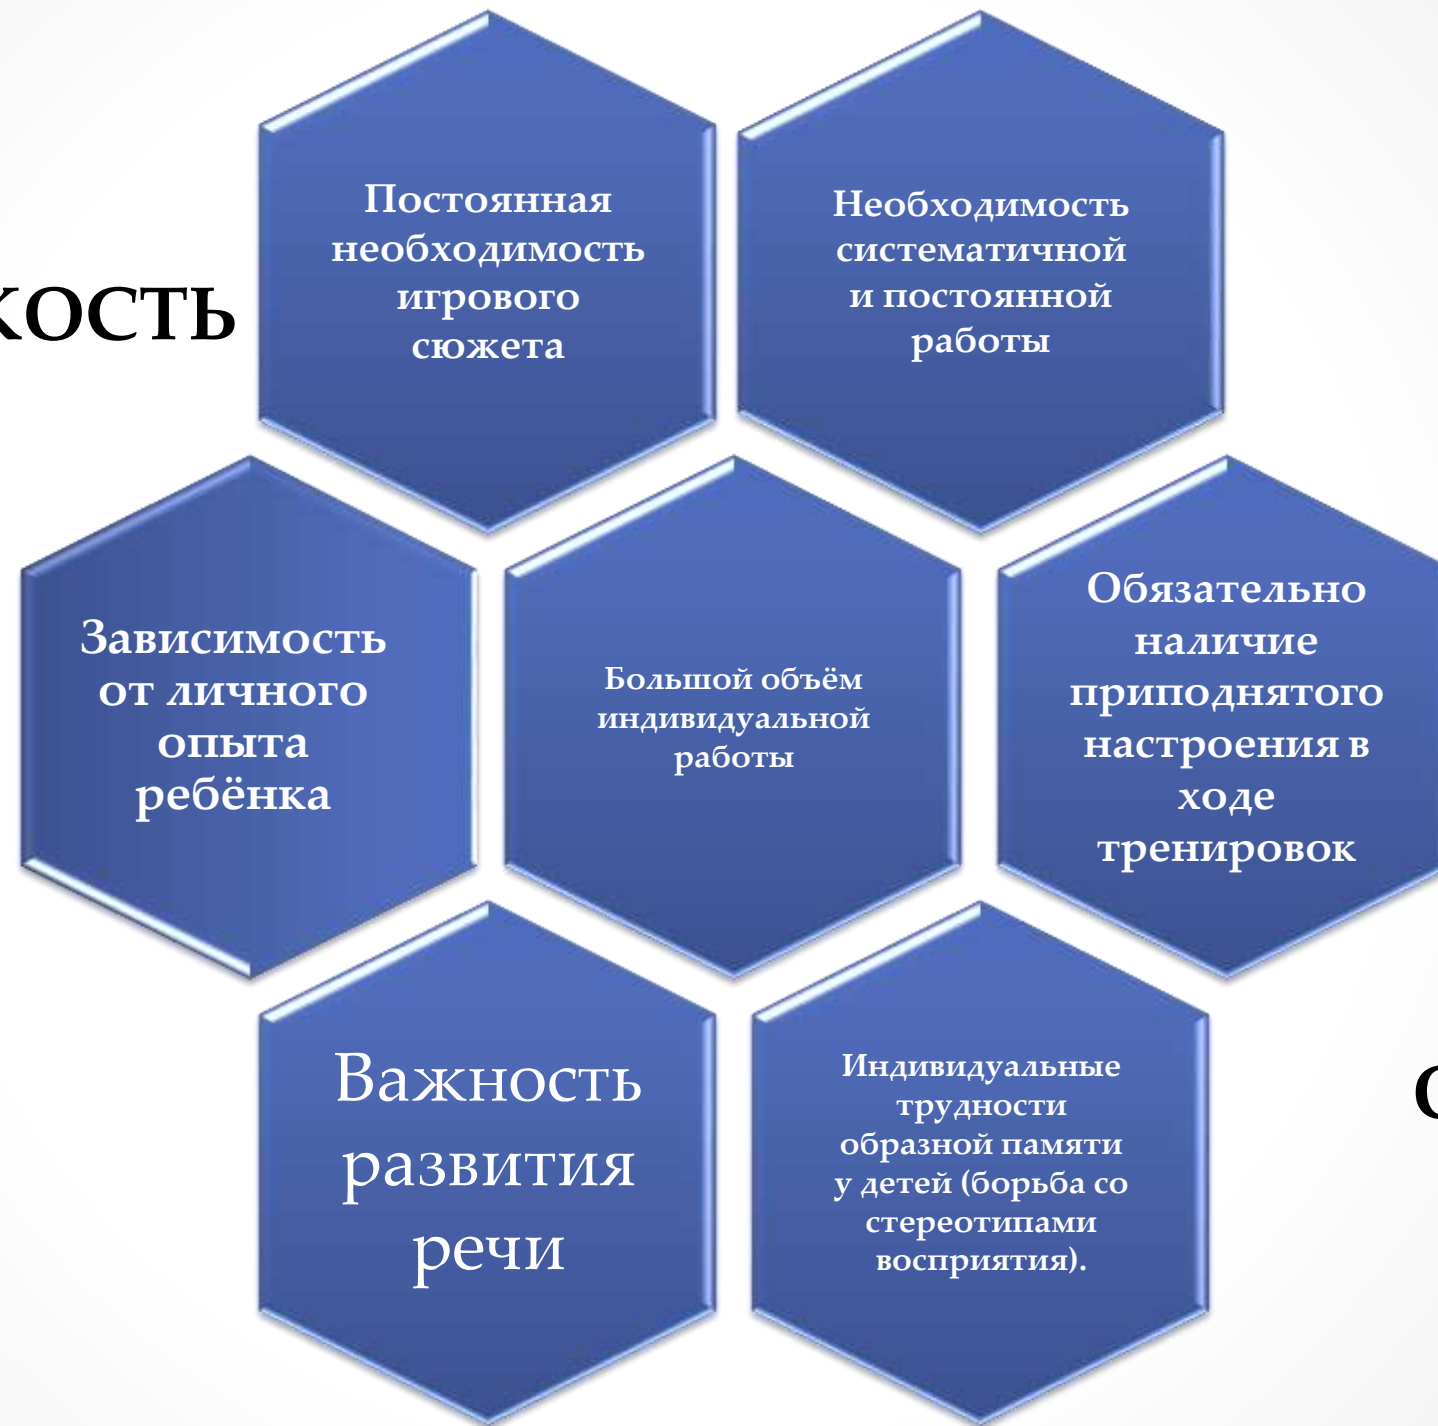 Постоянная
необходимость
игрового
сюжета
Необходимость
систематичной
и постоянной
работы
Зависимость
от личного
опыта
ребёнка
Большой объём
индивидуальной
работы
Обязательно
наличие
приподнятого
настроения в
ходе
тренировок
Важность
развития
речи
Индивидуальные
трудности
образной памяти
у детей (борьба со
стереотипами
восприятия).